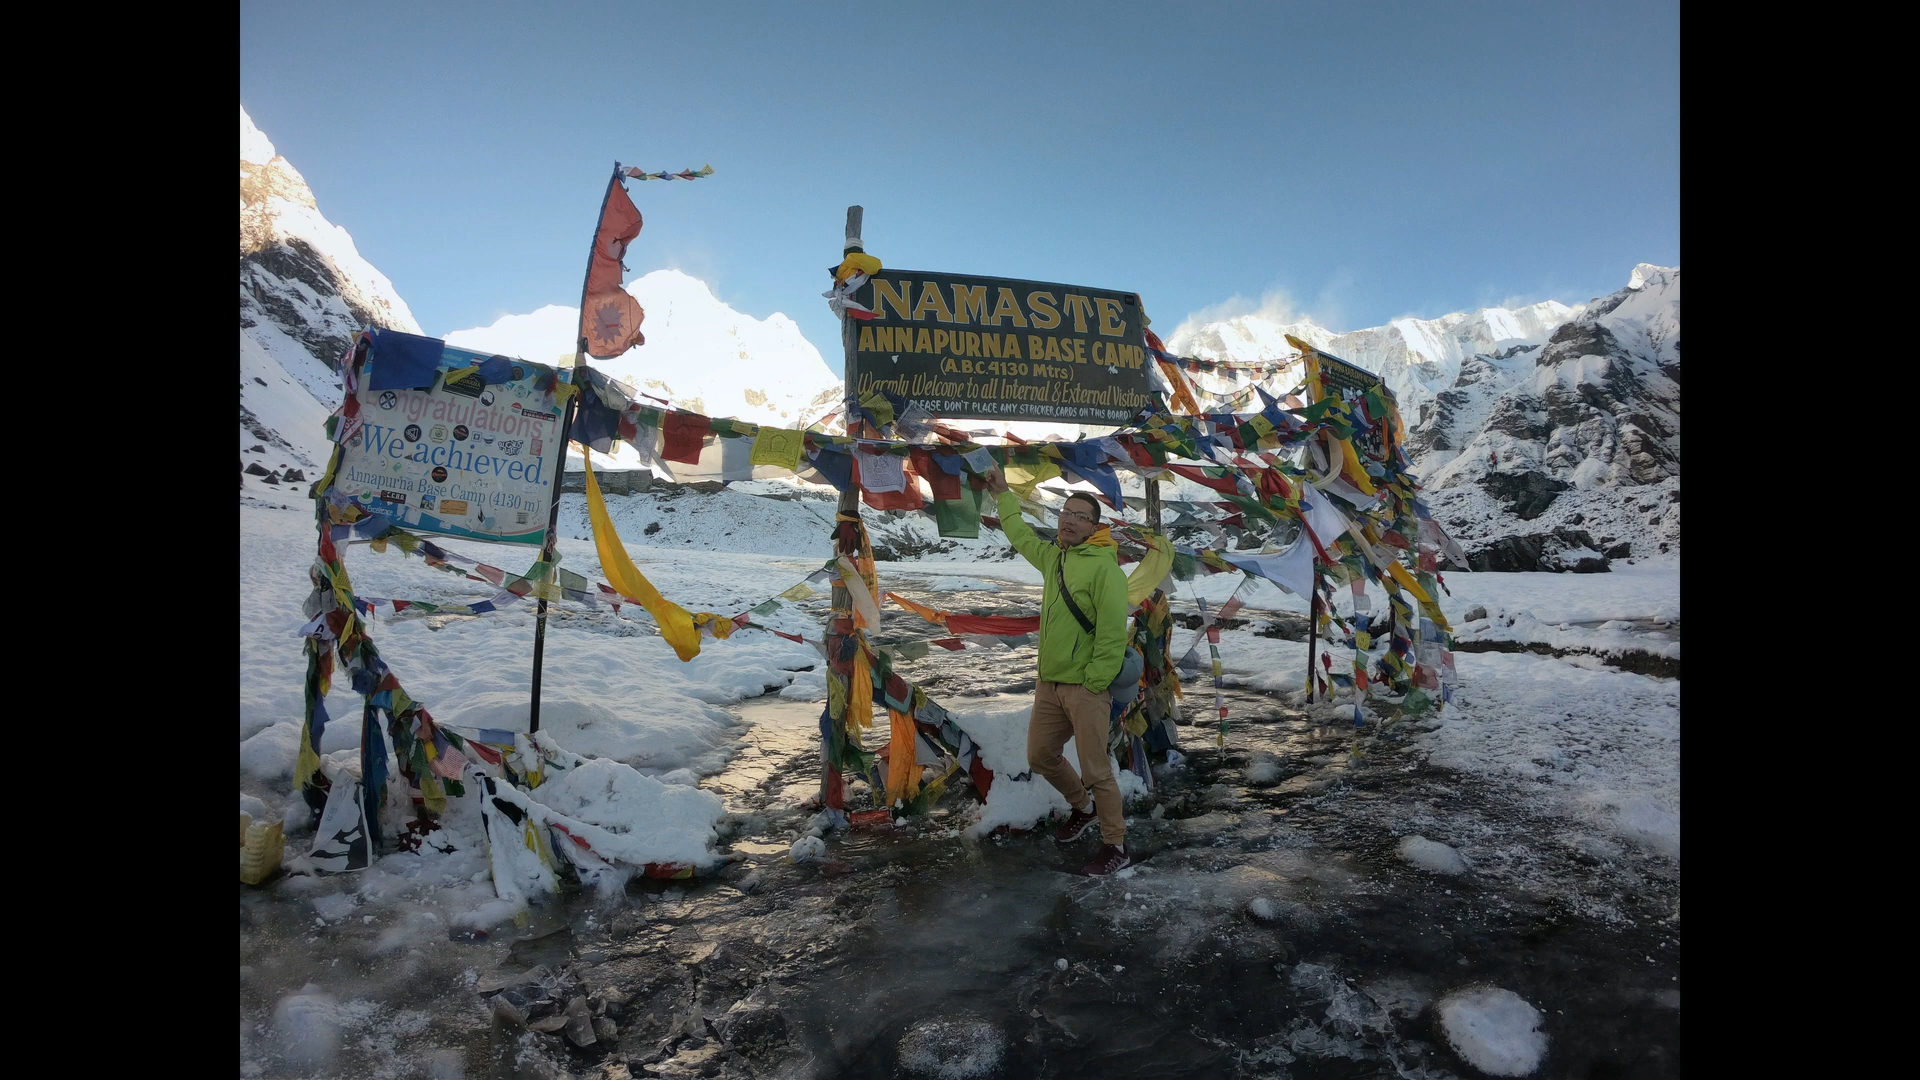 ngratulations
We achieved.
Annapurna Base Camp (4130 m)
NAMASTE
ANNAPURNA BASE CAMP
(A.B.C.4130 Mtrs)
Warmly Welcome to all Internal & External Visitors
PLEASE DON'T PLACE ANY STRICKER,CARDS ON THIS BOARD